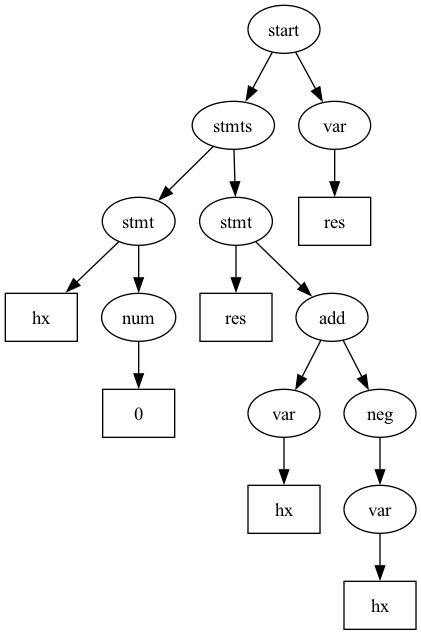 start
stmts
var
stmt
stmt
res
hx
num
res
add
0
var
neg
hx
var
hx